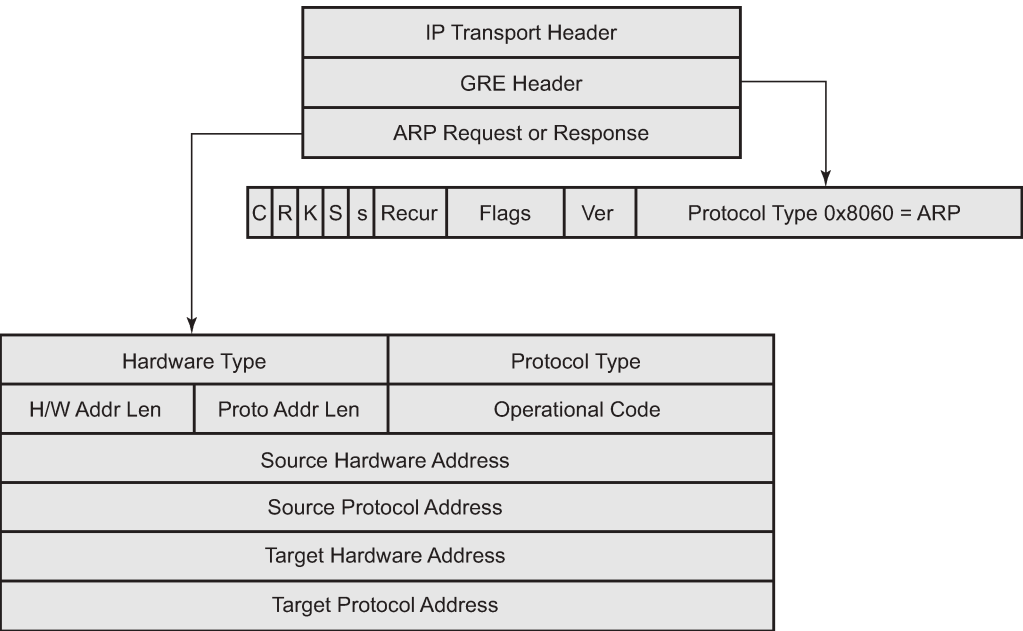 IP Transport Header
GRE Header
ARP Request or Response
C R K S s Recur Flags Ver Protocol Type 0x8060 = ARP
Hardware Type Protocol Type
H/W Addr Len Proto Addr Len Operational Code
Source Hardware Address
Source Protocol Address
Target Hardware Address
Target Protocol Address